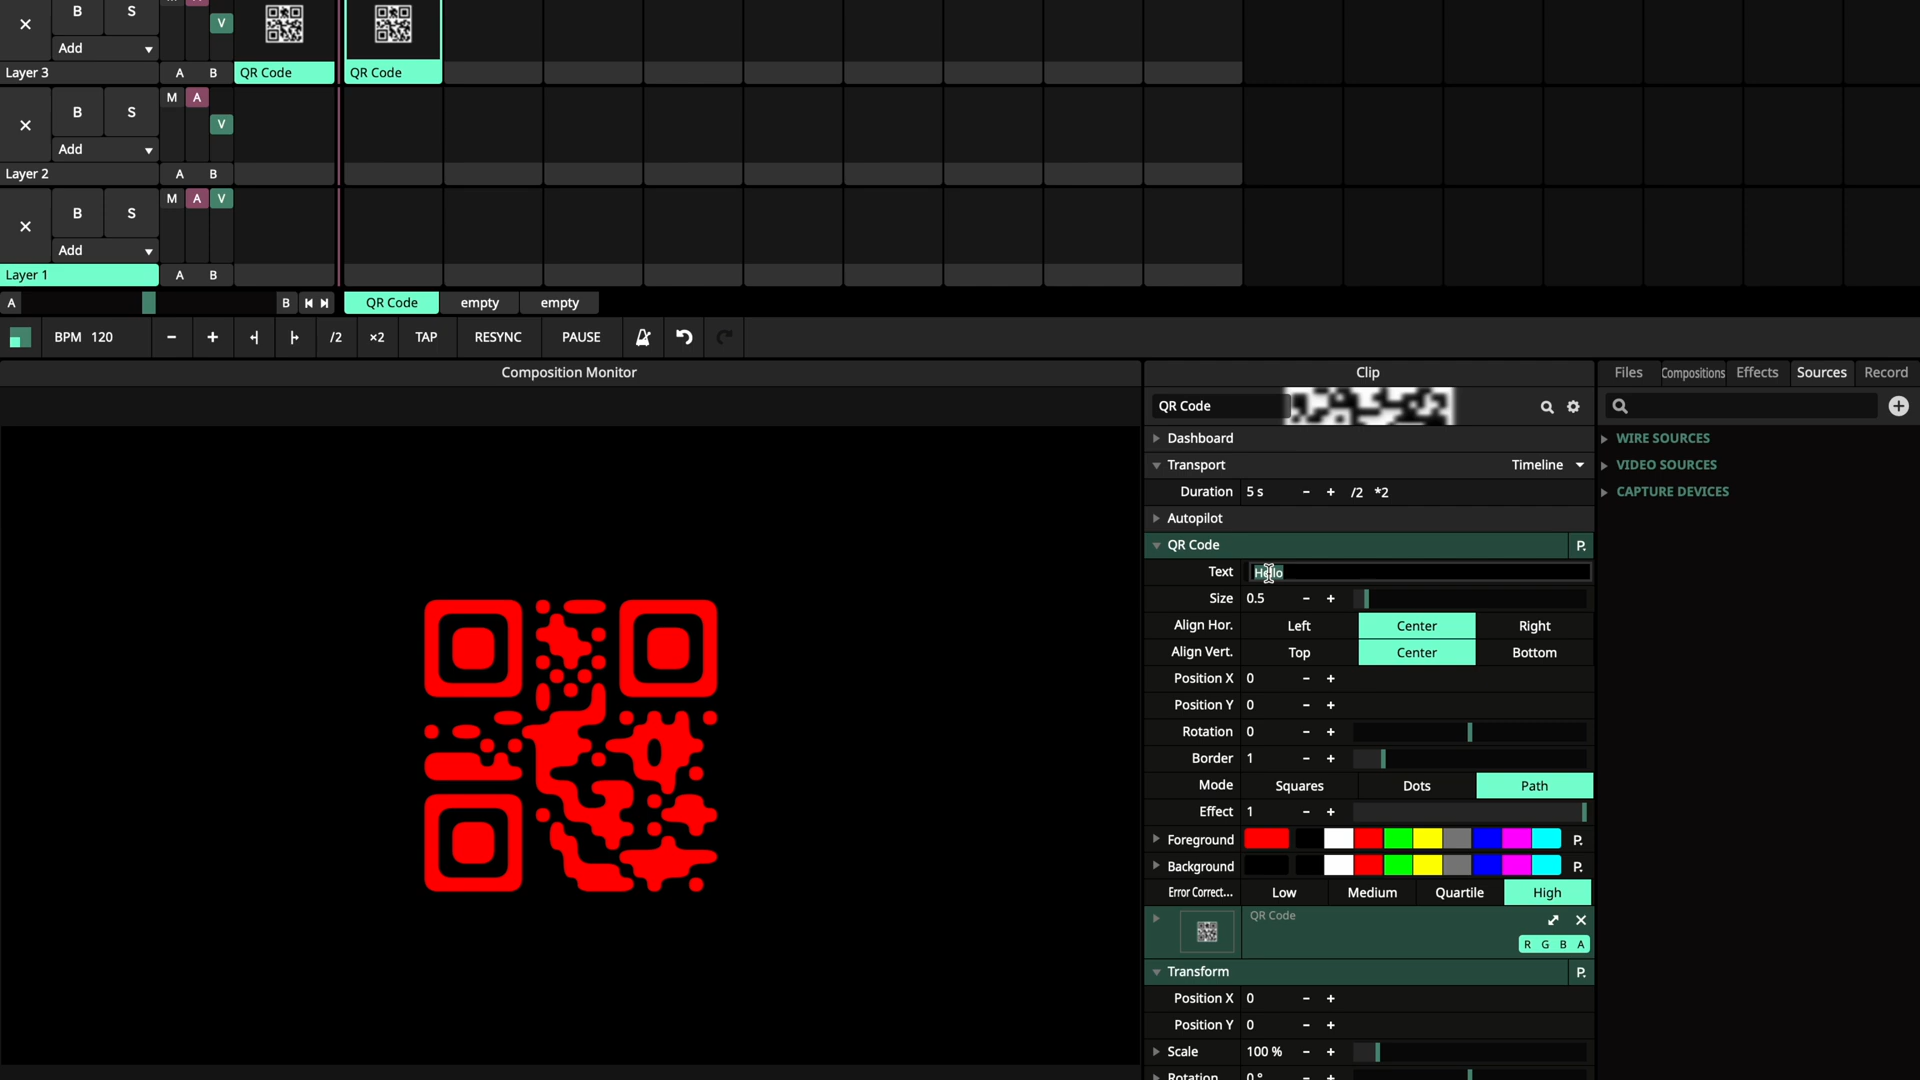 B S
V
Add
Layer 3 A B QR Code QR Code
M A
B S
V
Add
Layer 2 A B
M A V
B S
Add
Layer 1 A B
A B QR Code empty empty
BPM 120 - + /2 ×2 TAP RESYNC PAUSE
Composition Monitor
Clip
QR Code
Dashboard
Transport Timeline
Duration 5 s - + /2 *2
Autopilot
QR Code P.
Text Hello
Size 0.5 - +
Align Hor. Left Center Right
Align Vert. Top Center Bottom
Position X 0 - +
Position Y 0 - +
Rotation 0 - +
Border 1 - +
Mode Squares Dots Path
Effect 1 - +
Foreground P.
Background P.
Error Correct... Low Medium Quartile High
QR Code
R G B A
Transform P.
Position X 0 - +
Position Y 0 - +
Scale 100 % - +
Rotation 0 ° - +
Files Compositions Effects Sources Record
WIRE SOURCES
VIDEO SOURCES
CAPTURE DEVICES